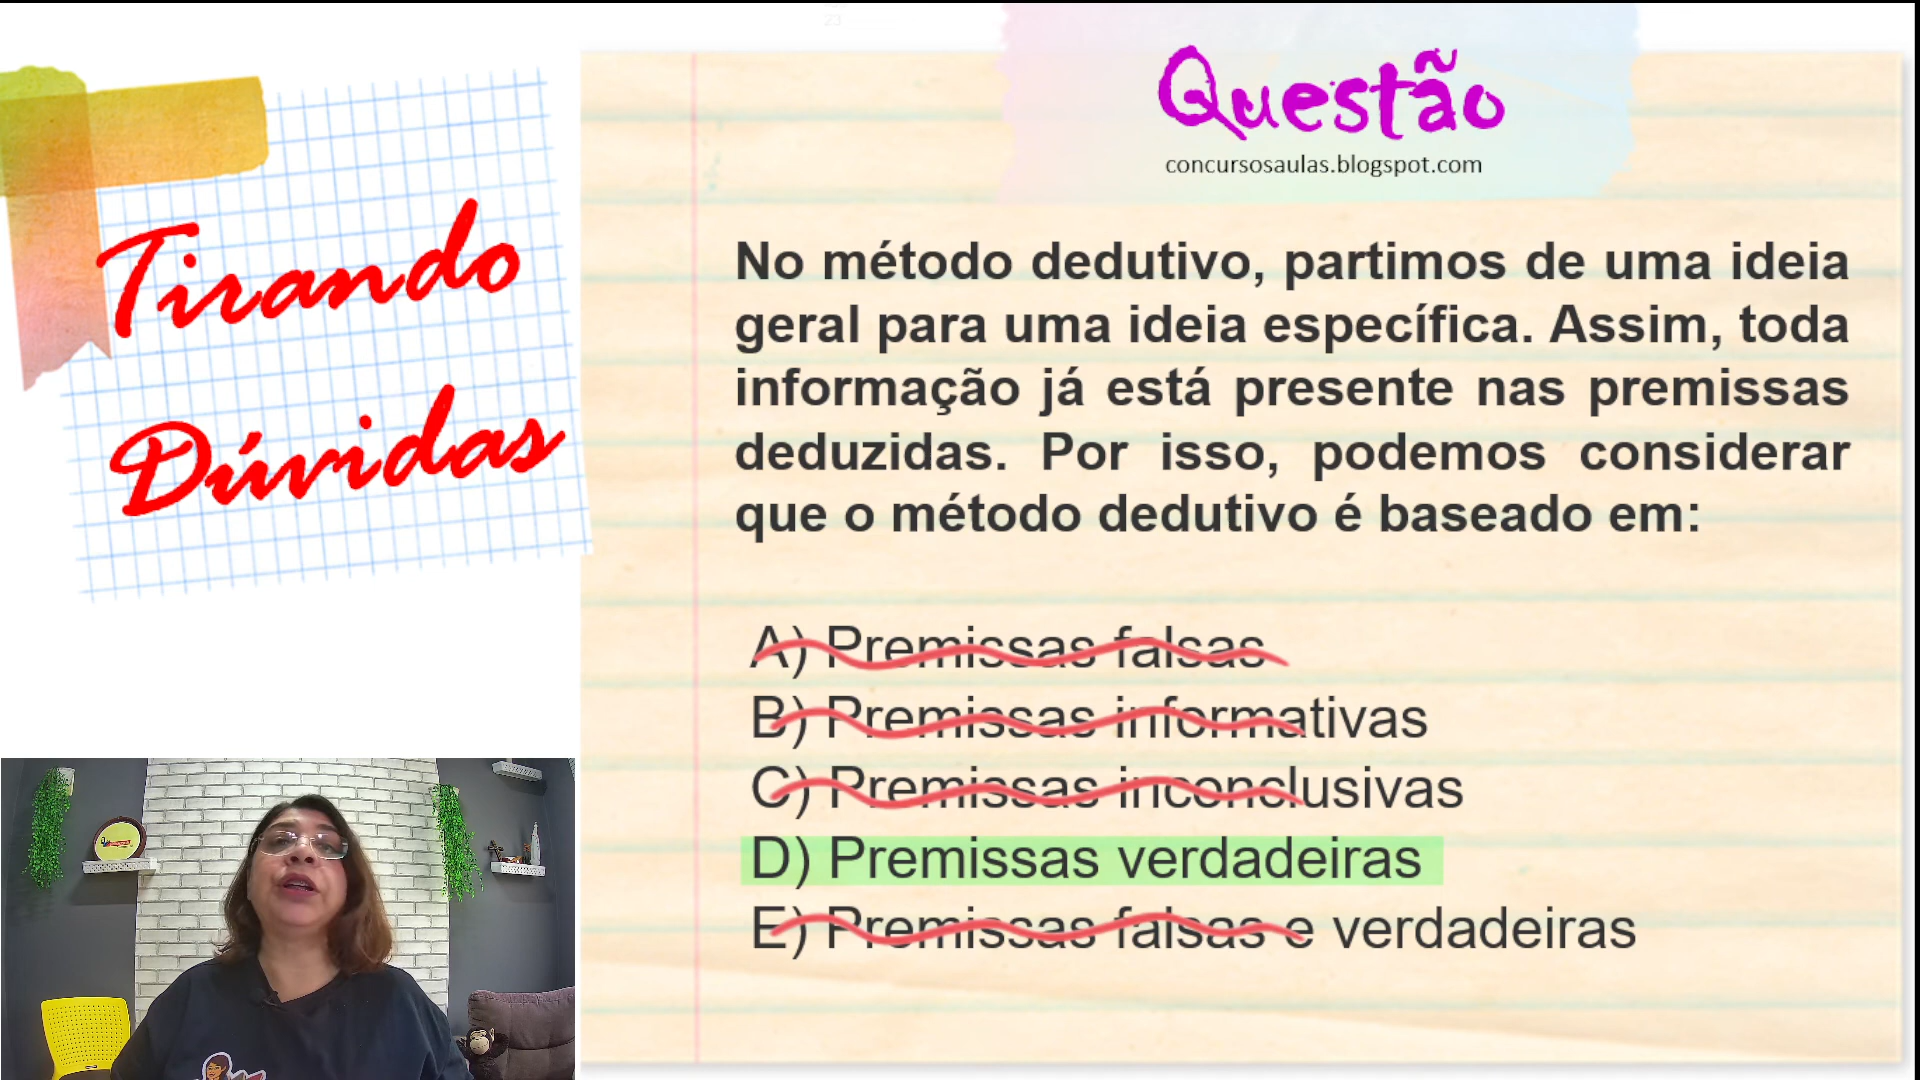 Tirando
Dúvidas
Questão
concursosaulas.blogspot.com
No método dedutivo, partimos de uma ideia
geral para uma ideia específica. Assim, toda
informação já está presente nas premissas
deduzidas. Por isso, podemos considerar
que o método dedutivo é baseado em:
A) Premissas falsas
B) Premissas informativas
C) Premissas inconclusivas
D) Premissas verdadeiras
E) Premissas falsas e verdadeiras